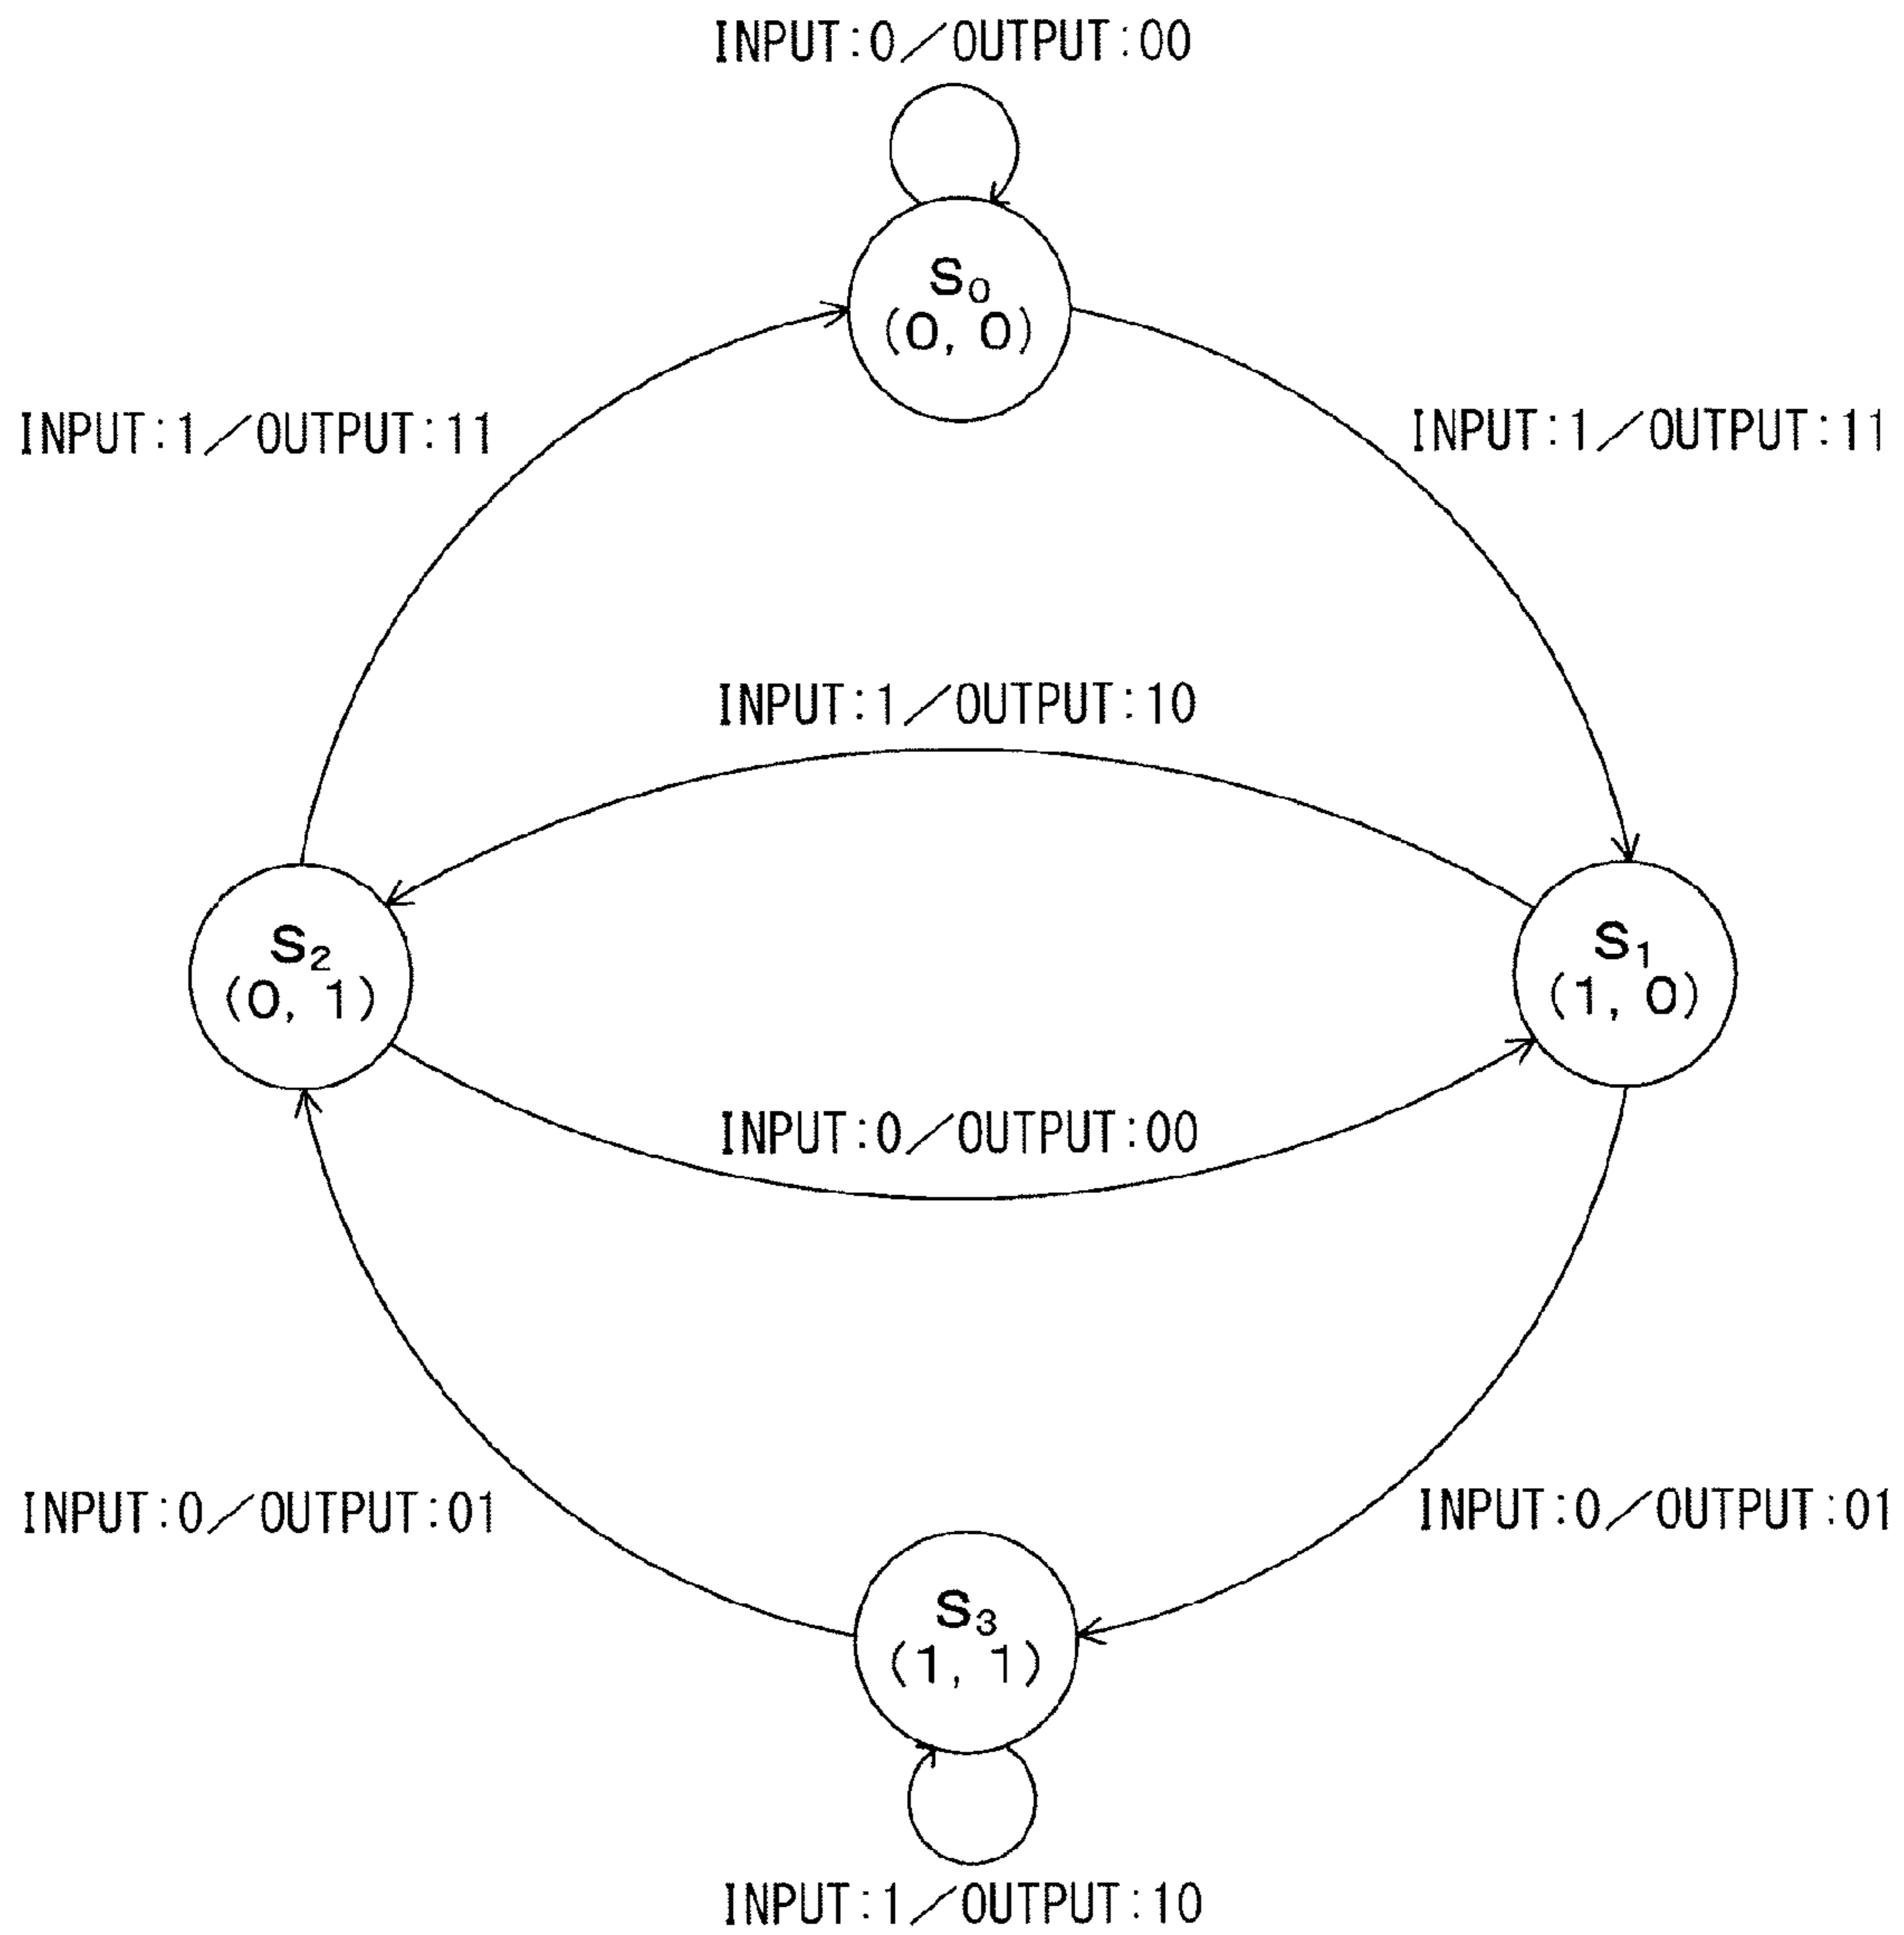 INPUT:0/OUTPUT:00
S0
(0, 0)
INPUT:1/OUTPUT:11
INPUT:1/OUTPUT:11
INPUT:1/OUTPUT:10
S2
(0, 1)
S1
(1, 0)
INPUT:0/OUTPUT:00
INPUT:0/OUTPUT:01
INPUT:0/OUTPUT:01
S3
(1, 1)
INPUT:1/OUTPUT:10